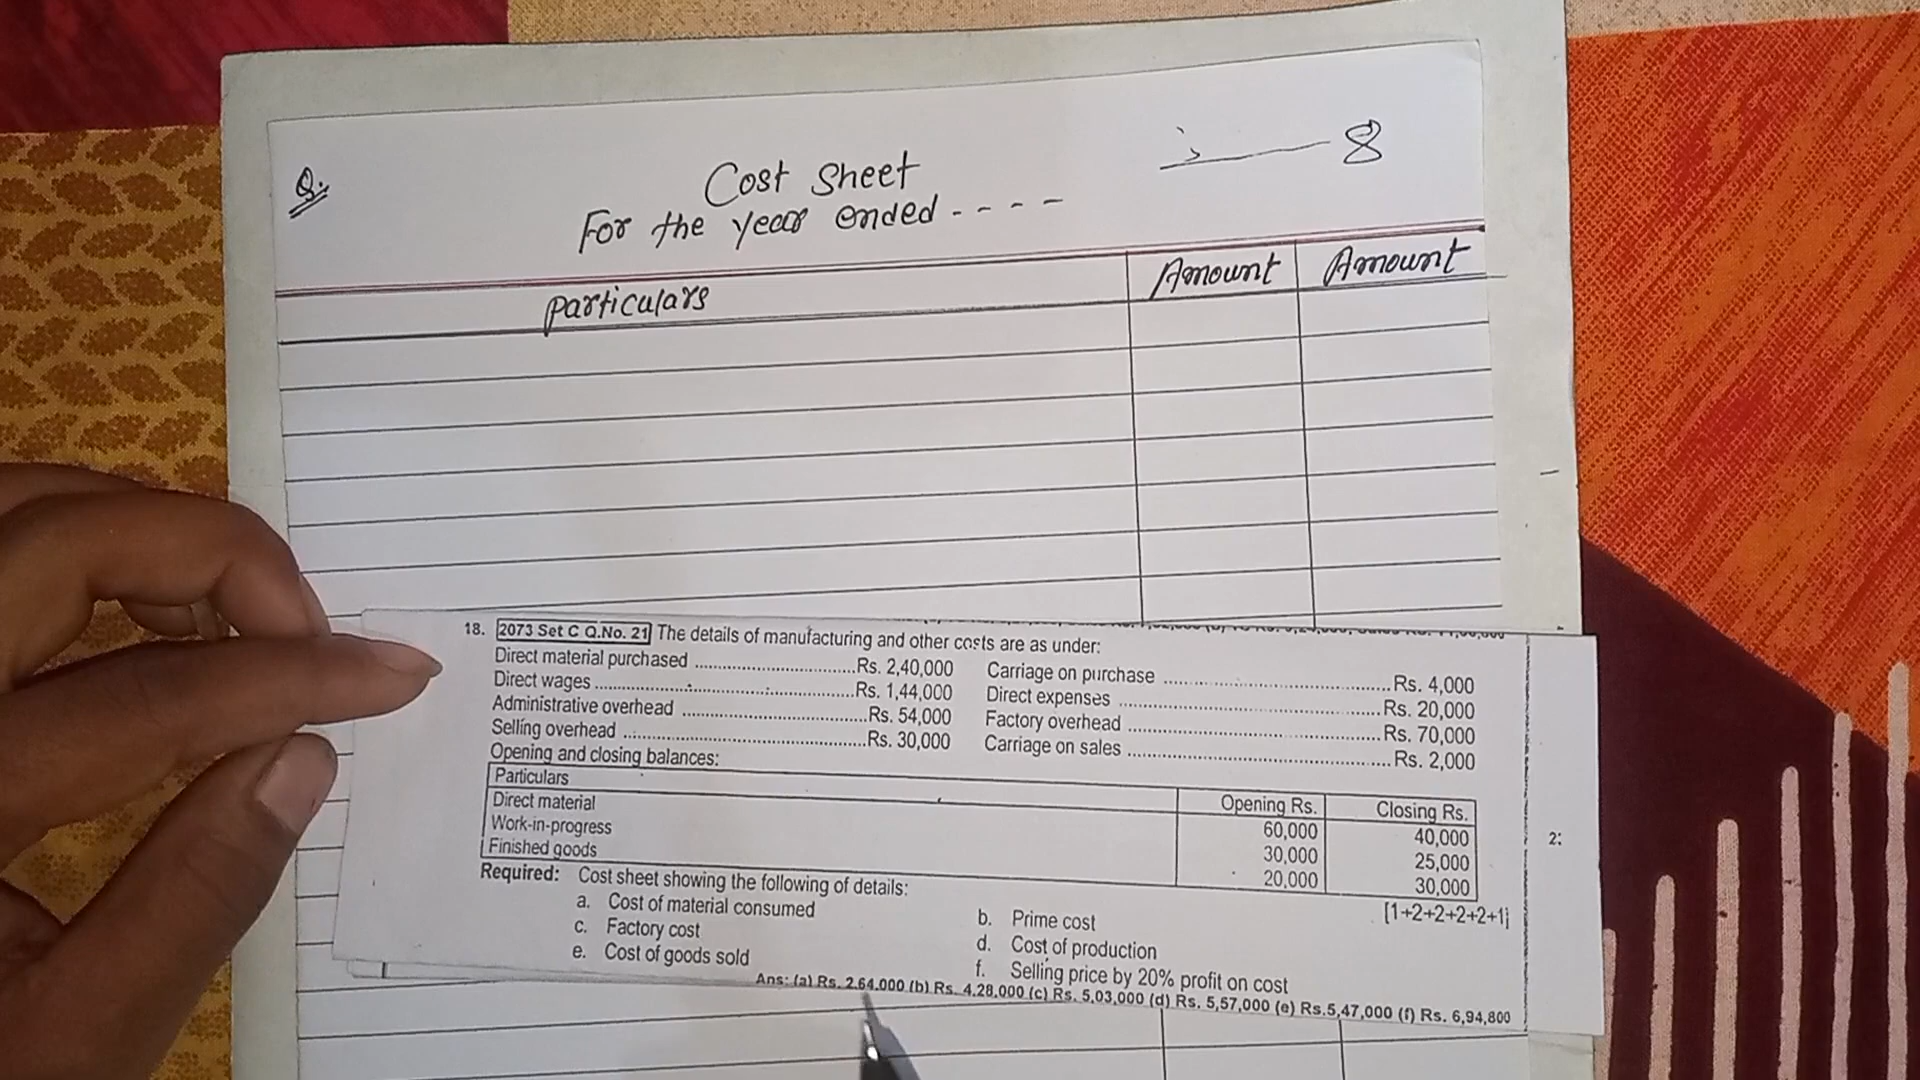 Q.
8
Cost Sheet
For the year ended - - - -
Particulars Amount Amount
18. 2073 Set C Q.No. 21 The details of manufacturing and other costs are as under:
Direct material purchased ..........Rs. 2,40,000 Carriage on purchase ..........Rs. 4,000
Direct wages ..........Rs. 1,44,000 Direct expenses ..........Rs. 20,000
Administrative overhead ..........Rs. 54,000 Factory overhead ..........Rs. 70,000
Selling overhead ..........Rs. 30,000 Carriage on sales ..........Rs. 2,000
Opening and closing balances:
Particulars Opening Rs. Closing Rs.
Direct material 60,000 40,000
Work-in-progress 30,000 25,000
Finished goods 20,000 30,000
2:
Required: Cost sheet showing the following of details: [1+2+2+2+2+1]
a. Cost of material consumed b. Prime cost
c. Factory cost d. Cost of production
e. Cost of goods sold f. Selling price by 20% profit on cost
Ans: (a) Rs. 2,64,000 (b) Rs. 4,28,000 (c) Rs. 5,03,000 (d) Rs. 5,57,000 (e) Rs.5,47,000 (f) Rs. 6,94,800